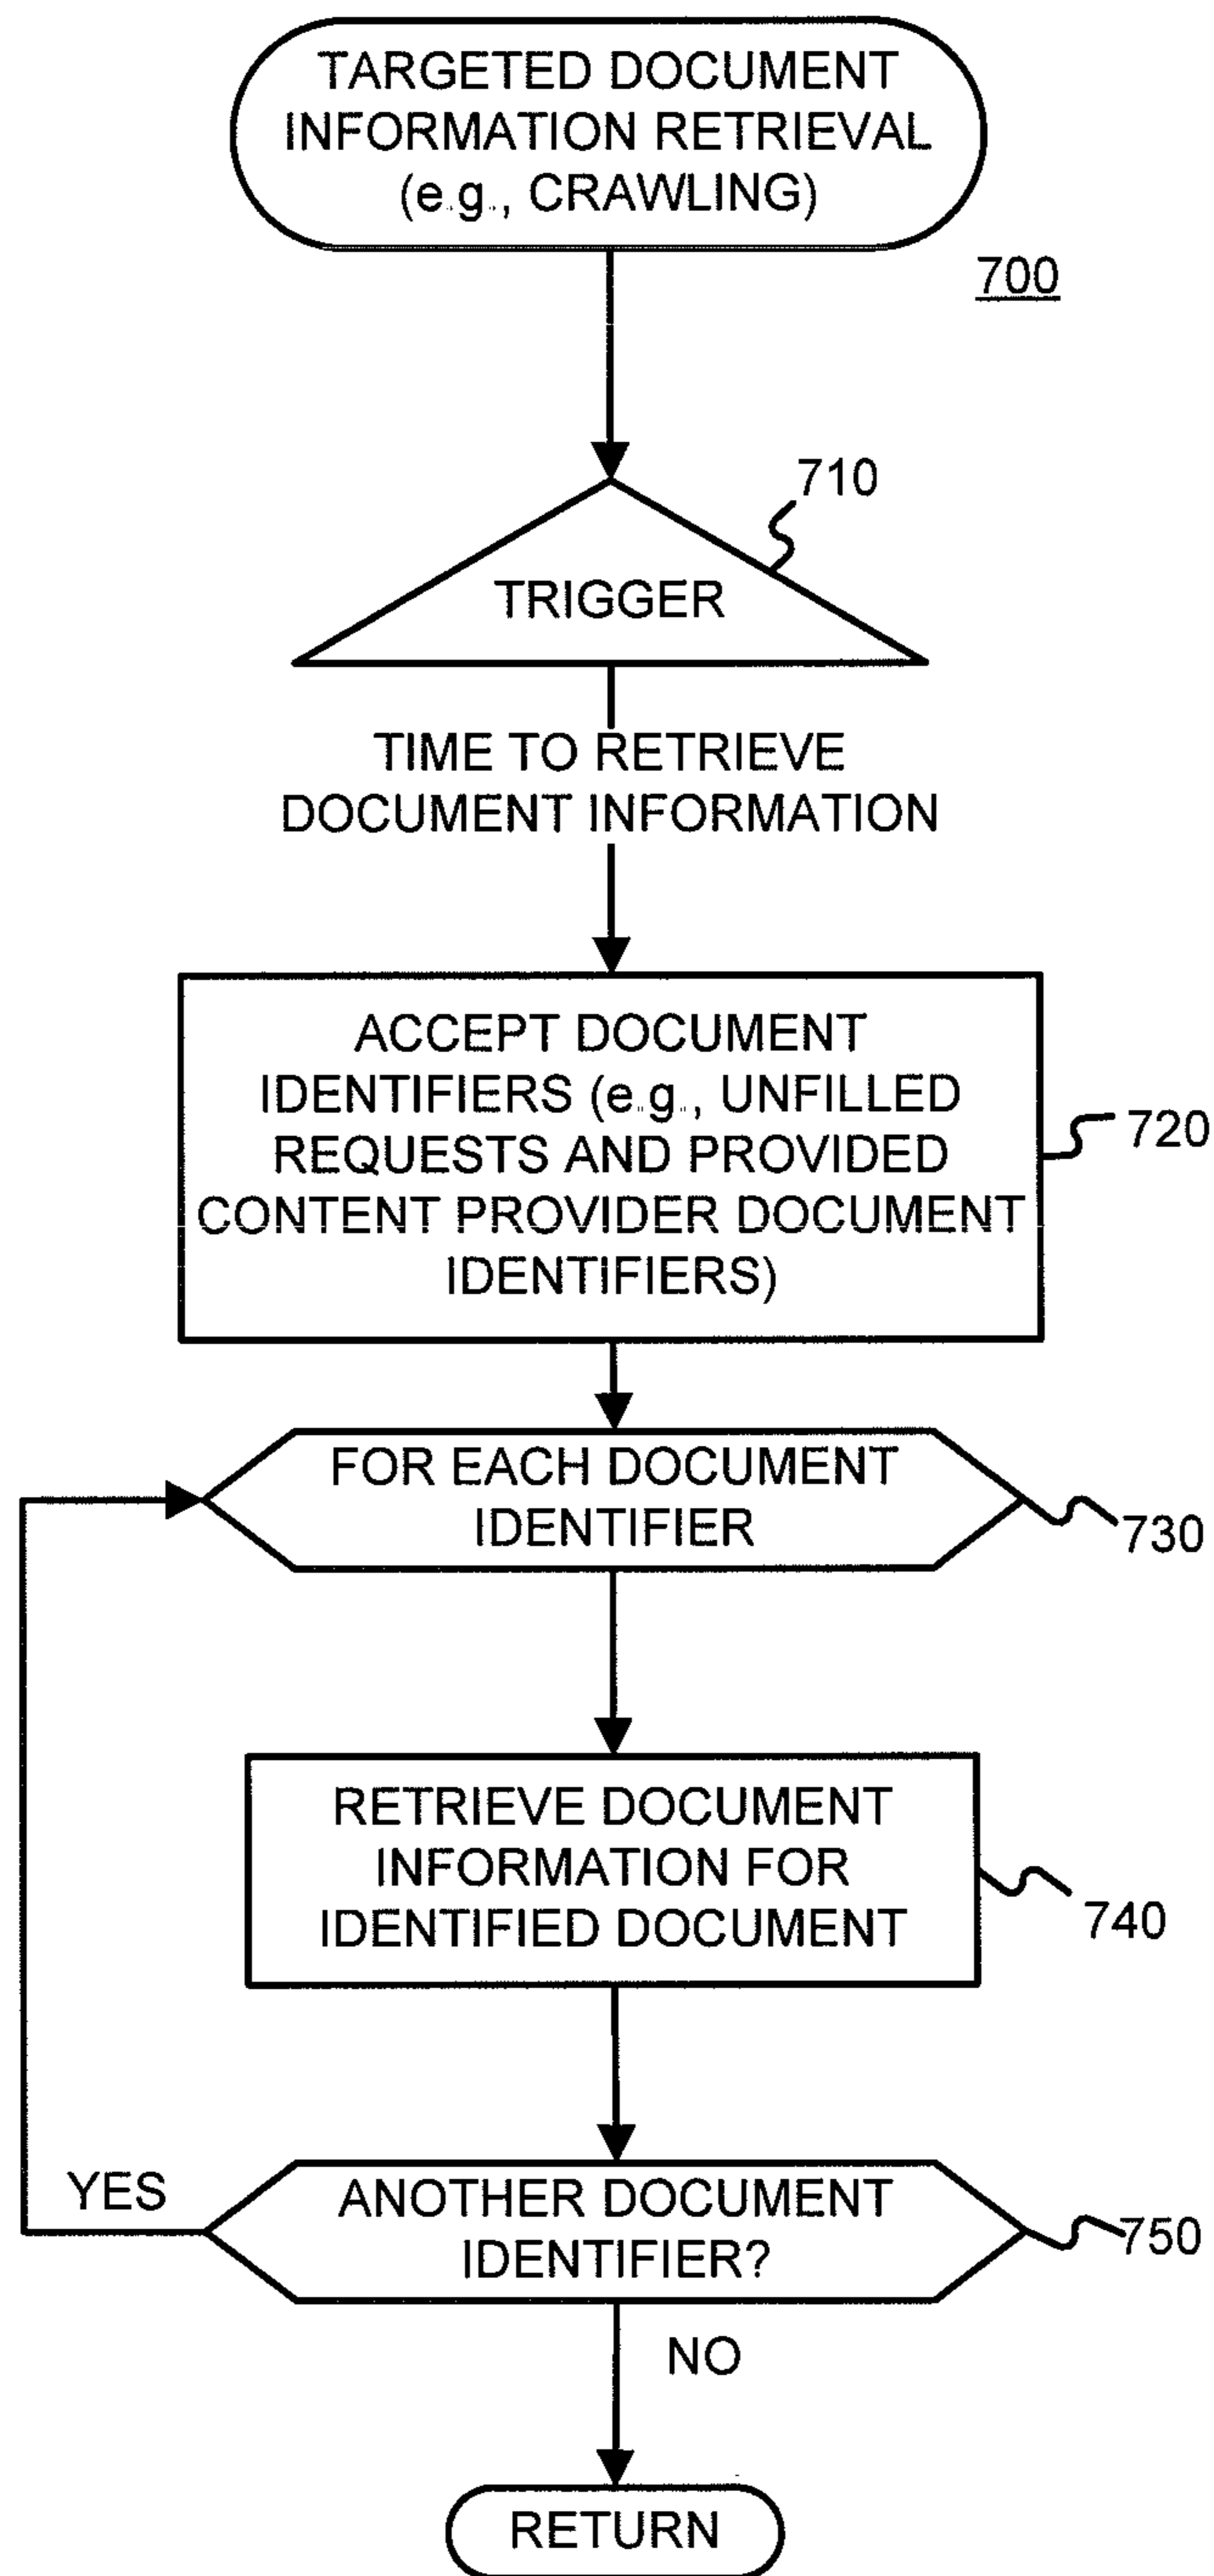 TARGETED DOCUMENT
INFORMATION RETRIEVAL
(e.g., CRAWLING)
700
710
TRIGGER
TIME TO RETRIEVE
DOCUMENT INFORMATION
ACCEPT DOCUMENT
IDENTIFIERS (e.g., UNFILLED
REQUESTS AND PROVIDED
CONTENT PROVIDER DOCUMENT
IDENTIFIERS)
720
FOR EACH DOCUMENT
IDENTIFIER
730
RETRIEVE DOCUMENT
INFORMATION FOR
IDENTIFIED DOCUMENT
740
YES
ANOTHER DOCUMENT
IDENTIFIER?
750
NO
RETURN